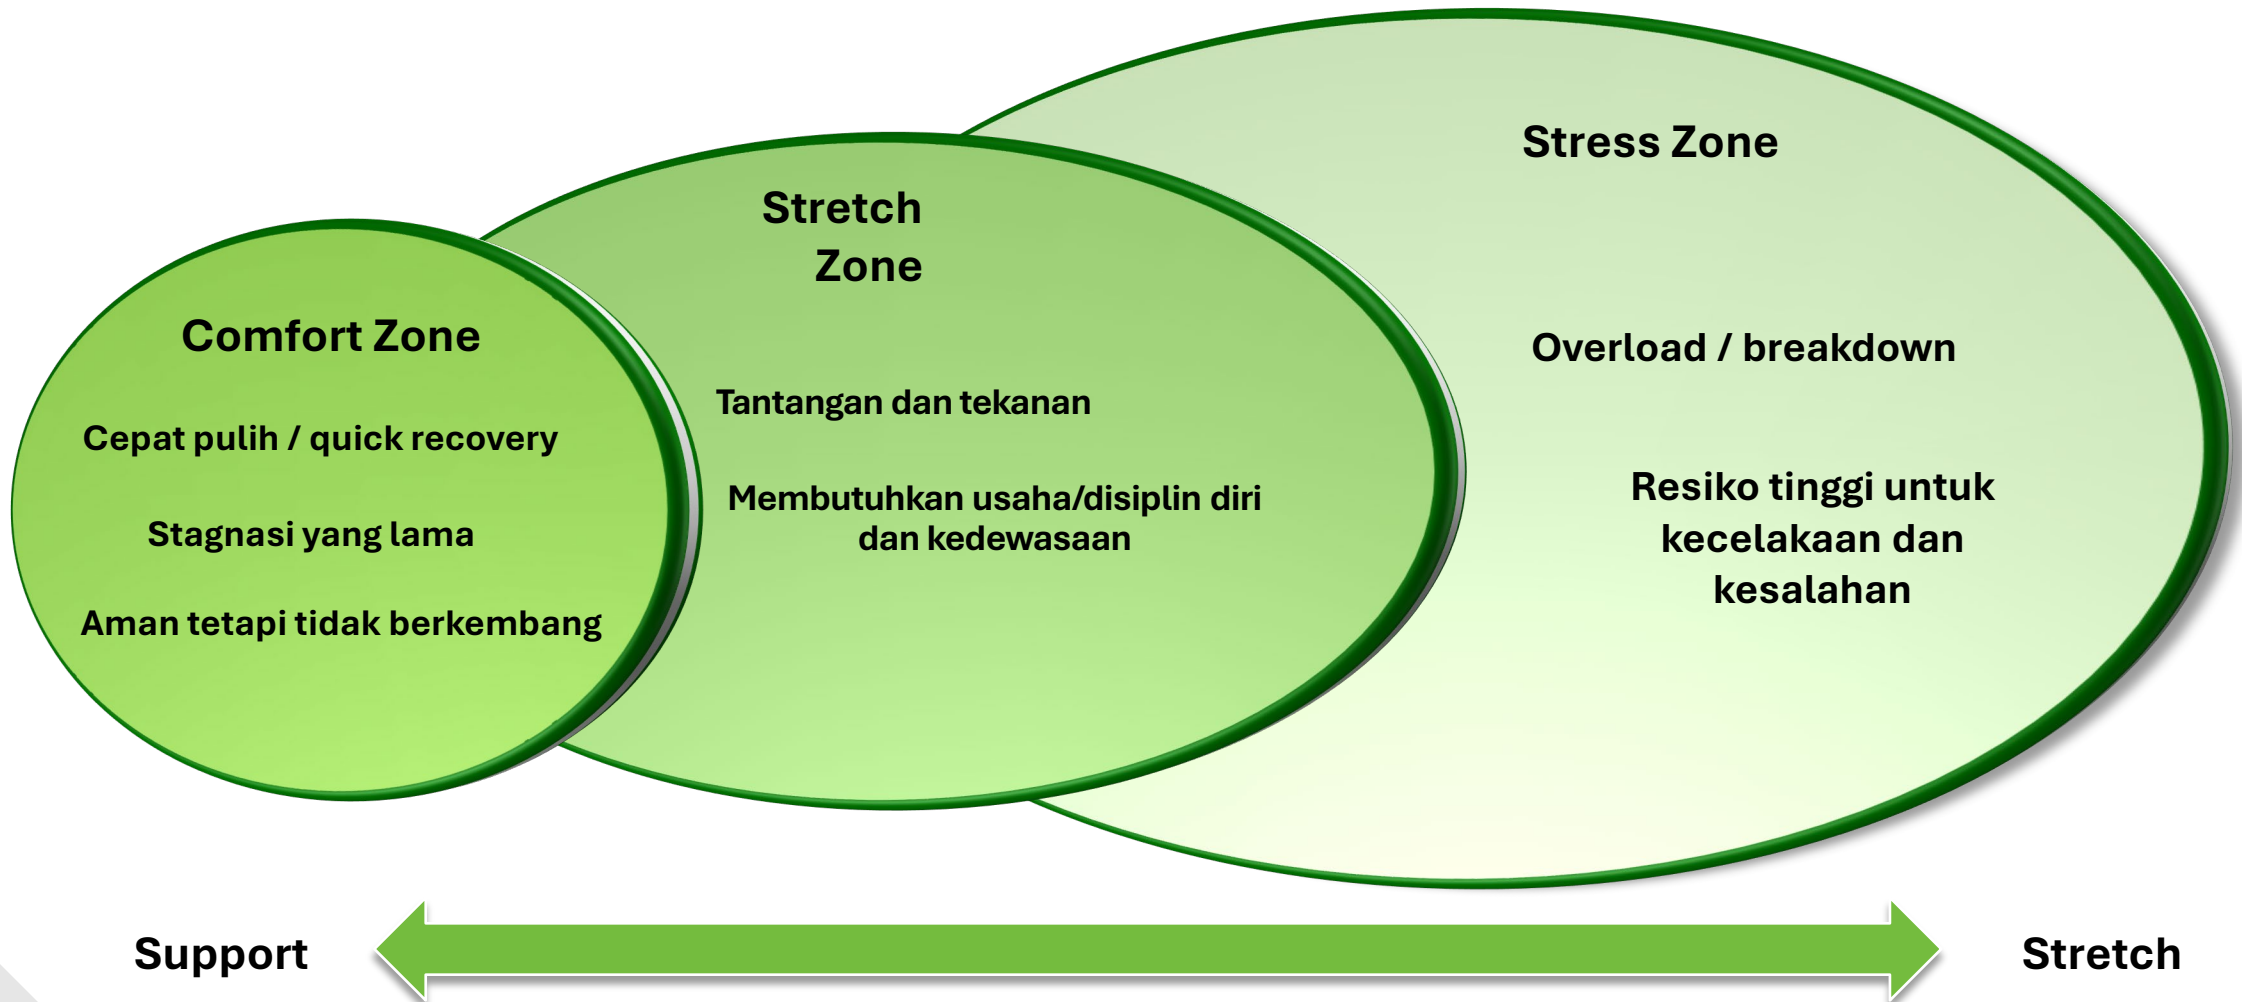 Comfort Zone
Cepat pulih / quick recovery
Stagnasi yang lama
Aman tetapi tidak berkembang
Stretch
Zone
Tantangan dan tekanan
Membutuhkan usaha/disiplin diri
dan kedewasaan
Stress Zone
Overload / breakdown
Resiko tinggi untuk
kecelakaan dan
kesalahan
Support
Stretch